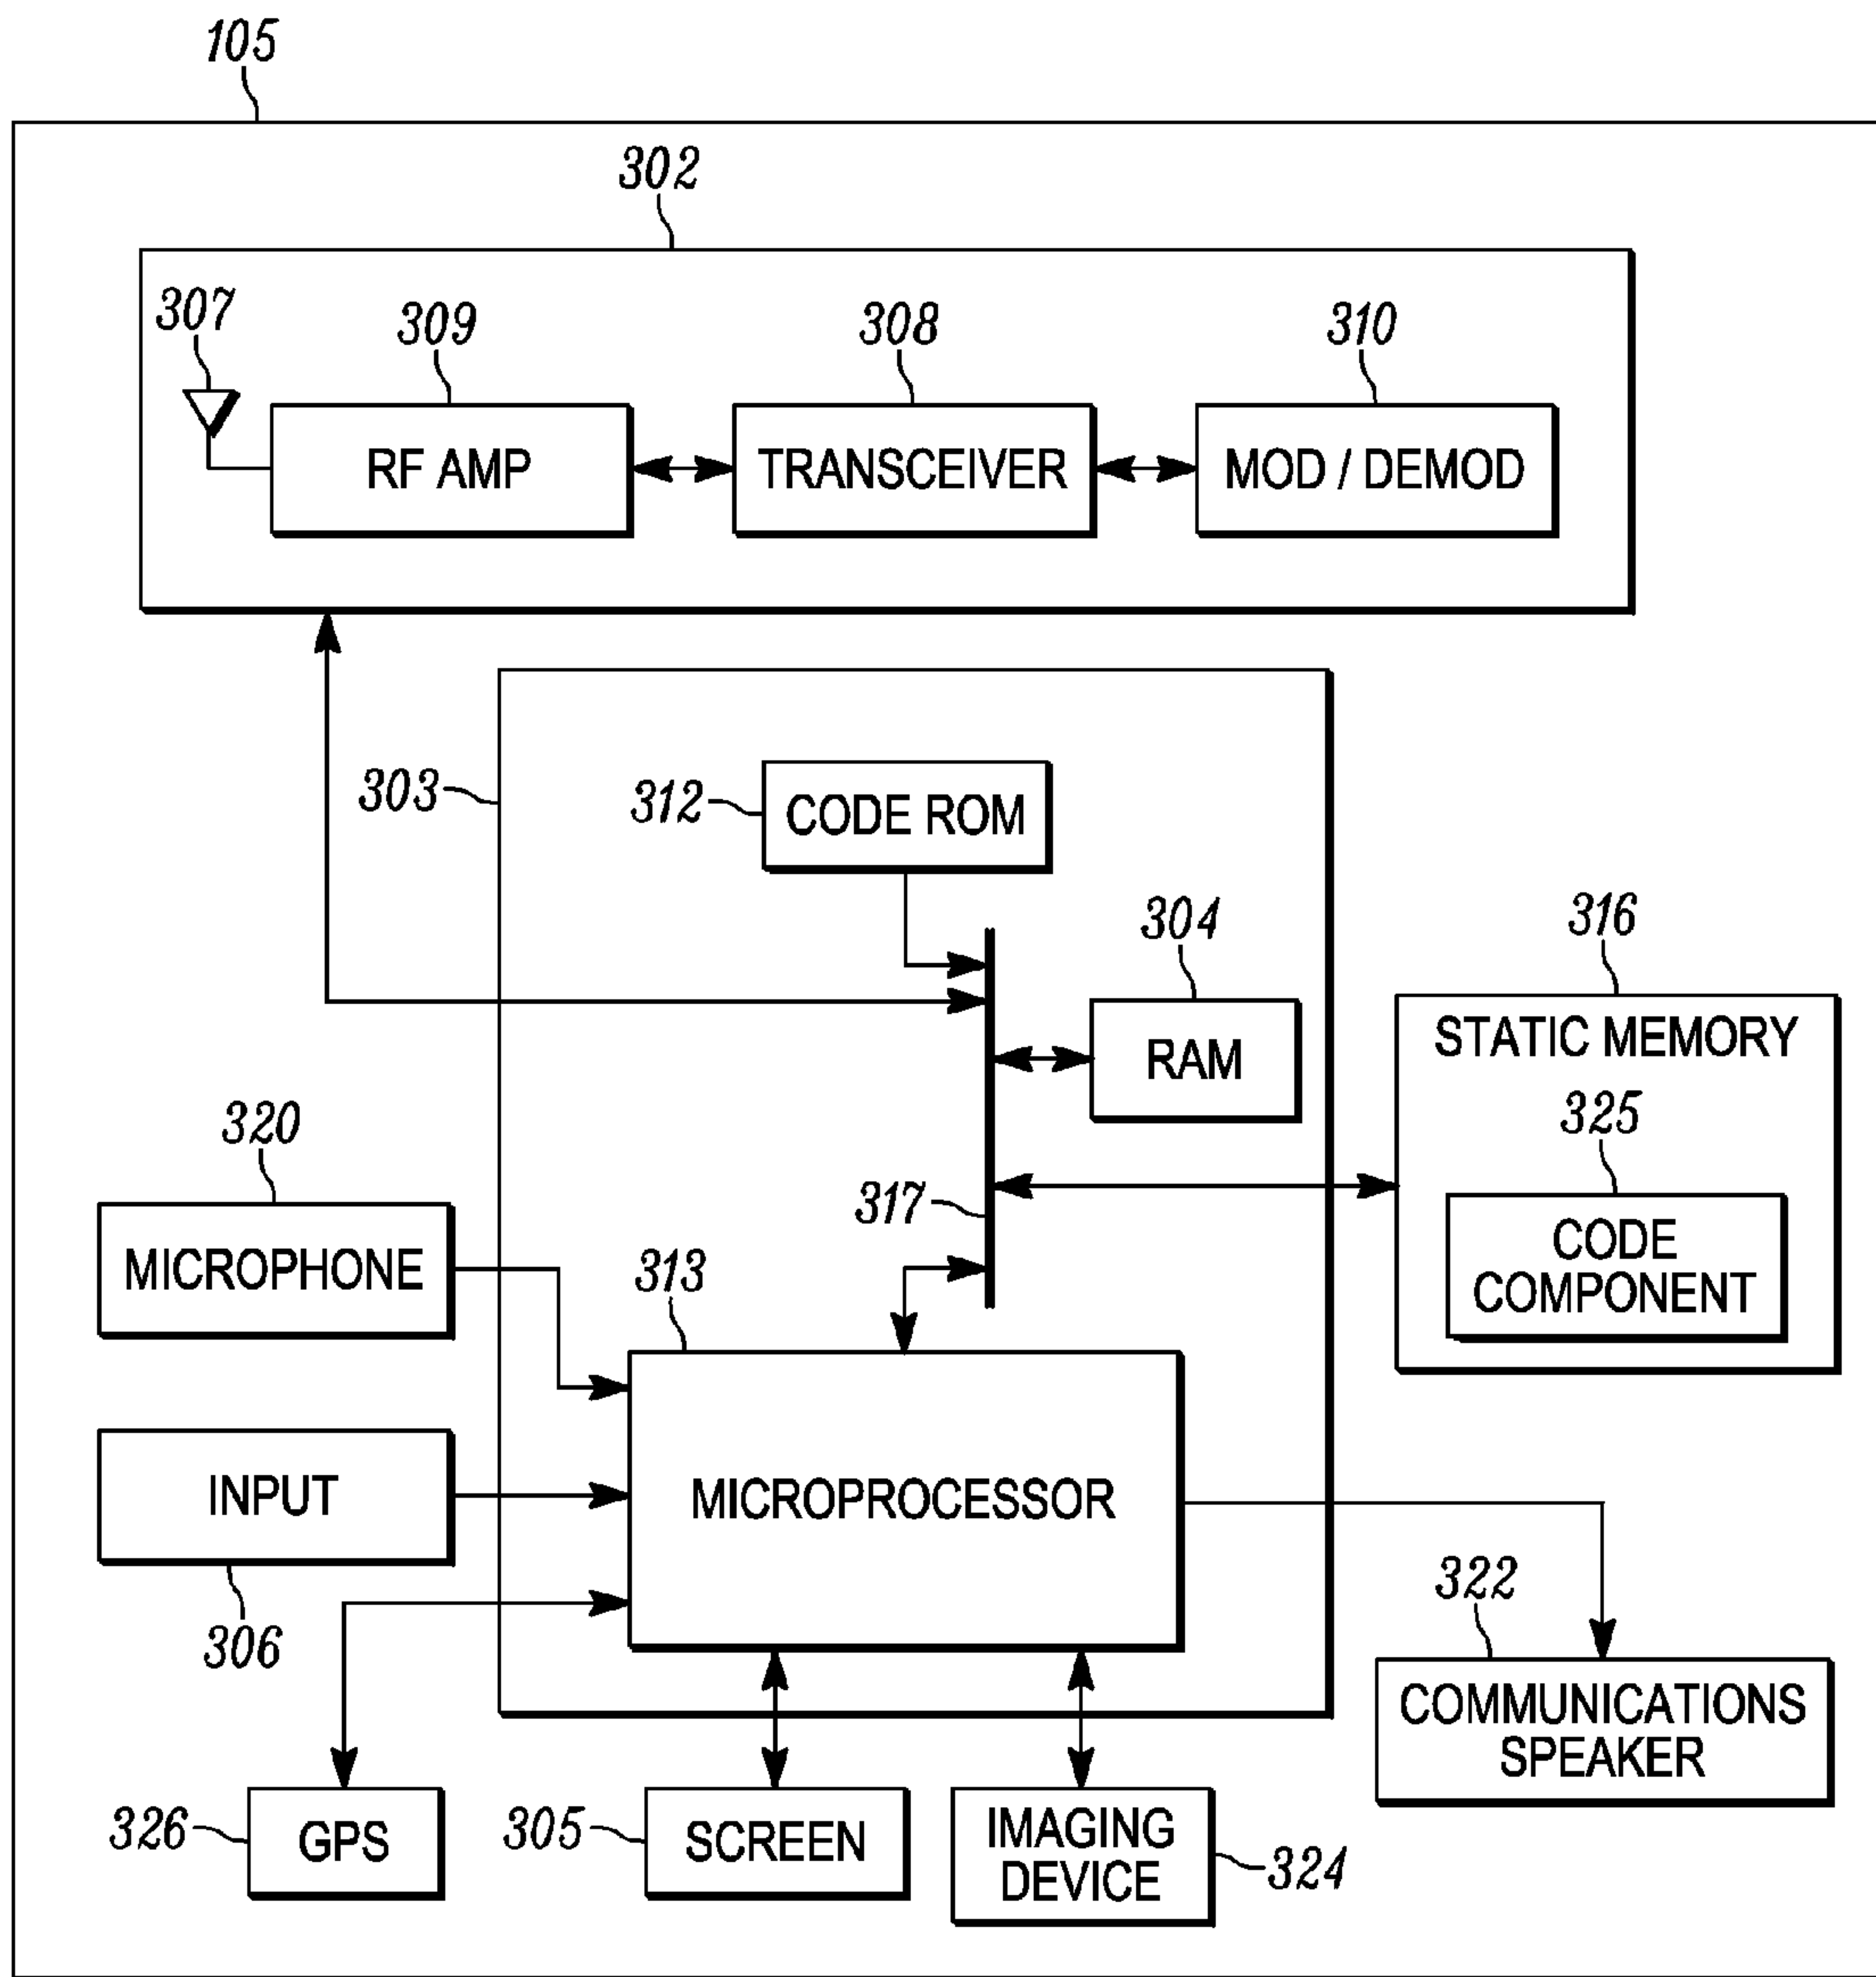 105
302
307
309
308
310
RF AMP
TRANSCEIVER
MOD / DEMOD
303
312
CODE ROM
304
316
RAM
STATIC MEMORY
325
CODE
COMPONENT
320
MICROPHONE
317
313
INPUT
MICROPROCESSOR
306
322
COMMUNICATIONS
SPEAKER
326
GPS
305
SCREEN
IMAGING
DEVICE
324